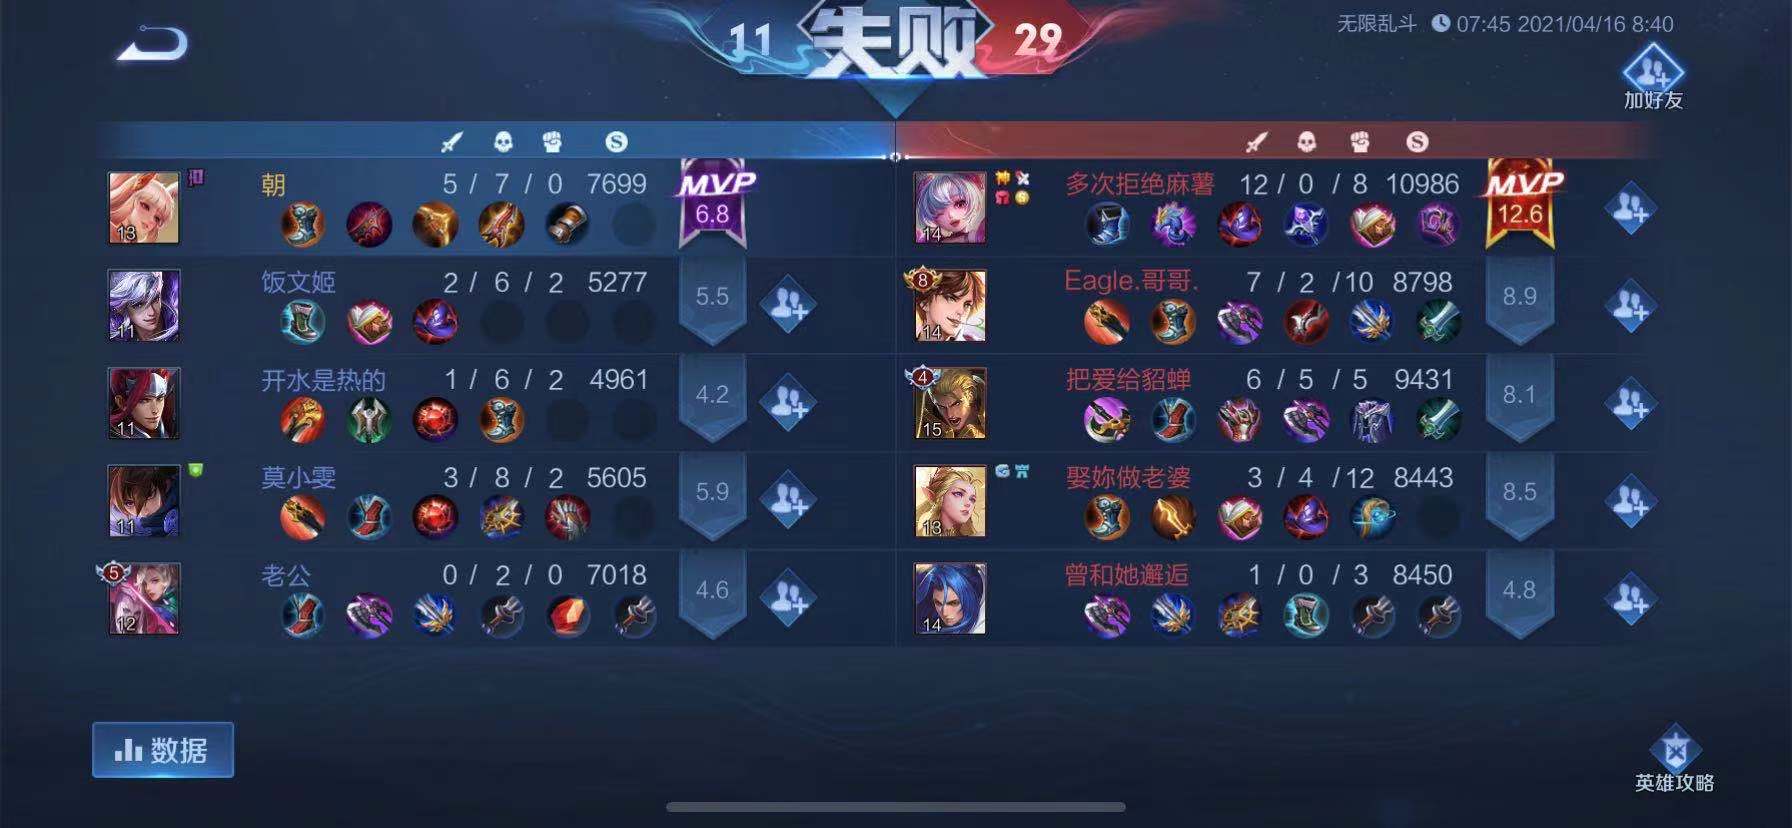 11 失败 29
无限乱斗 07:45 2021/04/16 8:40
加好友
S
S
13 朝 5 / 7 / 0 7699 MVP 6.8
14 多次拒绝麻薯 12 / 0 / 8 10986 MVP 12.6
11 饭文姬 2 / 6 / 2 5277 5.5
8 14 Eagle.哥哥. 7 / 2 / 10 8798 8.9
11 开水是热的 1 / 6 / 2 4961 4.2
4 15 把爱给貂蝉 6 / 5 / 5 9431 8.1
11 莫小雯 3 / 8 / 2 5605 5.9
13 娶妳做老婆 3 / 4 / 12 8443 8.5
5 12 老公 0 / 2 / 0 7018 4.6
14 曾和她邂逅 1 / 0 / 3 8450 4.8
数据
英雄攻略